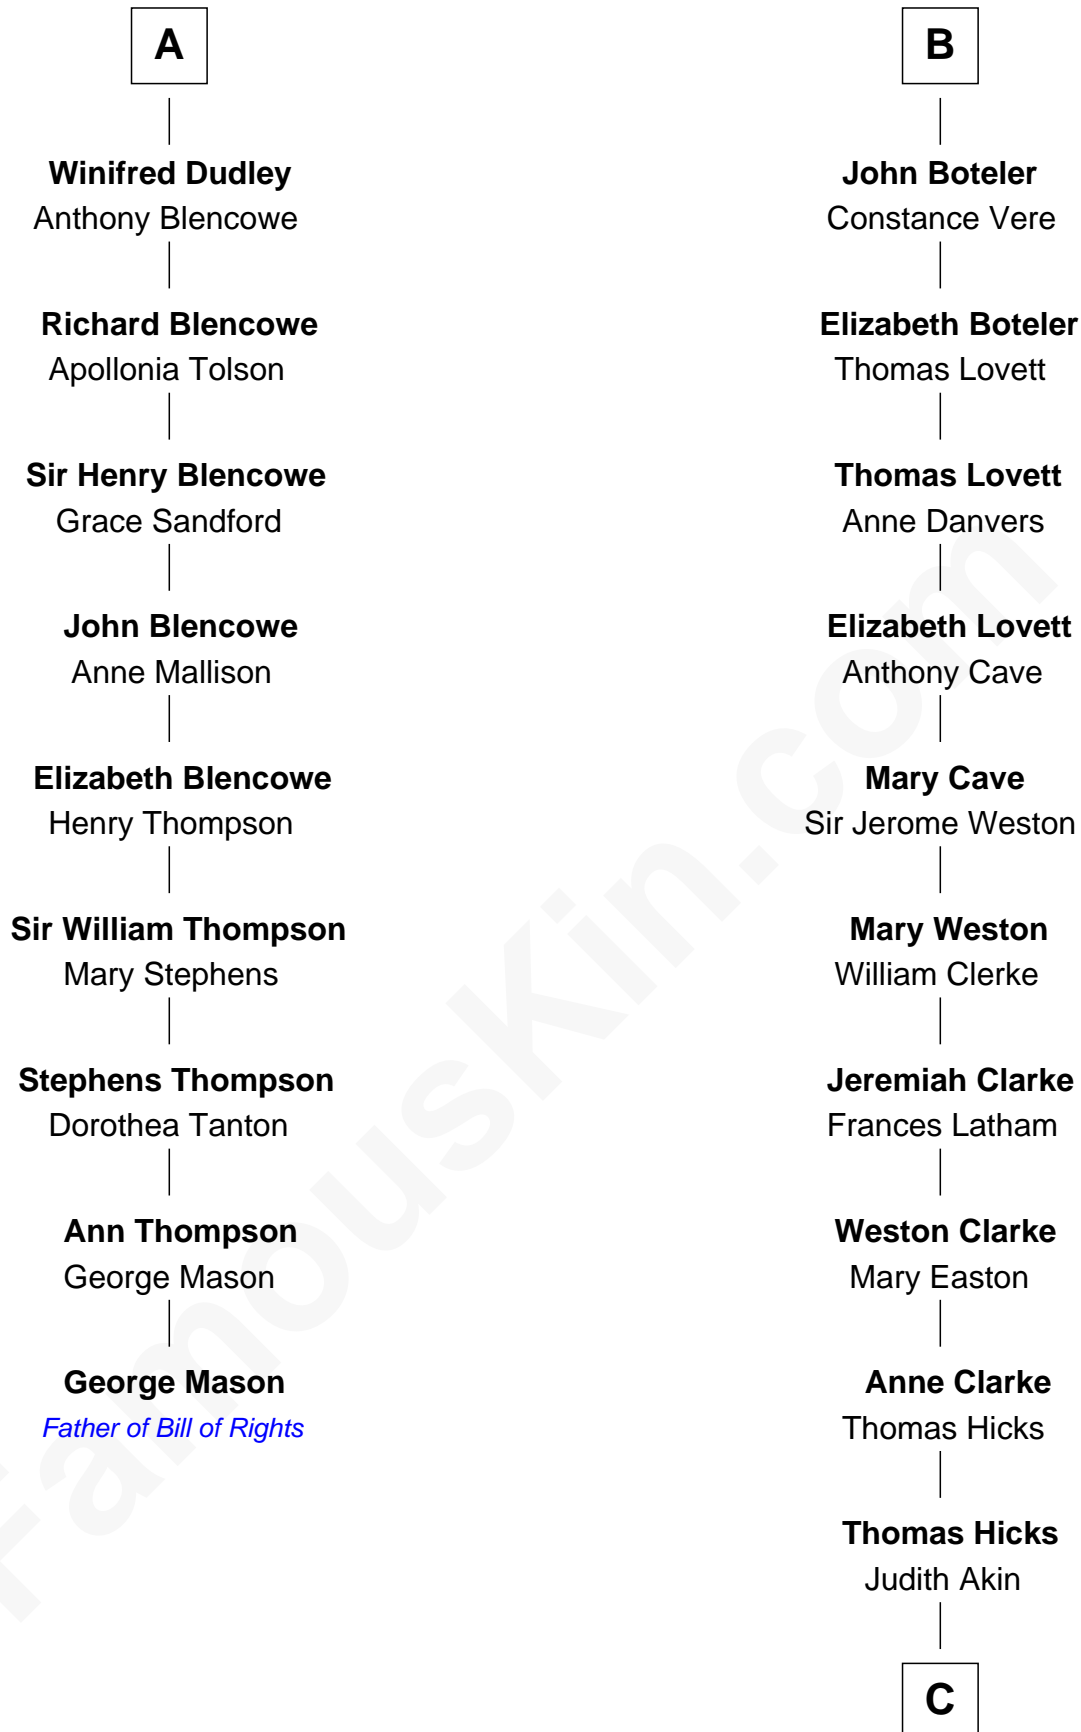 A
Winifred Dudley
Anthony Blencowe
Richard Blencowe
Apollonia Tolson
Sir Henry Blencowe
Grace Sandford
John Blencowe
Anne Mallison
Elizabeth Blencowe
Henry Thompson
Sir William Thompson
Mary Stephens
Stephens Thompson
Dorothea Tanton
Ann Thompson
George Mason
George Mason
Father of Bill of Rights
B
John Boteler
Constance Vere
Elizabeth Boteler
Thomas Lovett
Thomas Lovett
Anne Danvers
Elizabeth Lovett
Anthony Cave
Mary Cave
Sir Jerome Weston
Mary Weston
William Clerke
Jeremiah Clarke
Frances Latham
Weston Clarke
Mary Easton
Anne Clarke
Thomas Hicks
Thomas Hicks
Judith Akin
C
FamousKin.com